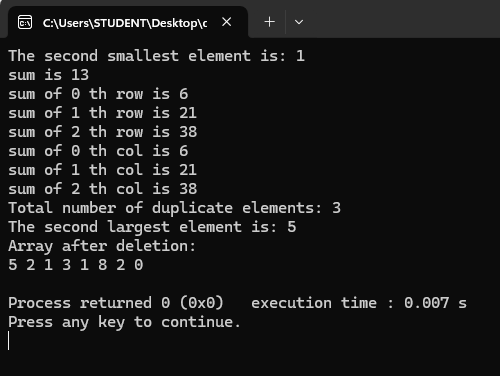 C:\Users\STUDENT\Desktop\c
The second smallest element is: 1
sum is 13
sum of 0 th row is 6
sum of 1 th row is 21
sum of 2 th row is 38
sum of 0 th col is 6
sum of 1 th col is 21
sum of 2 th col is 38
Total number of duplicate elements: 3
The second largest element is: 5
Array after deletion:
5 2 1 3 1 8 2 0
Process returned 0 (0x0)   execution time : 0.007 s
Press any key to continue.